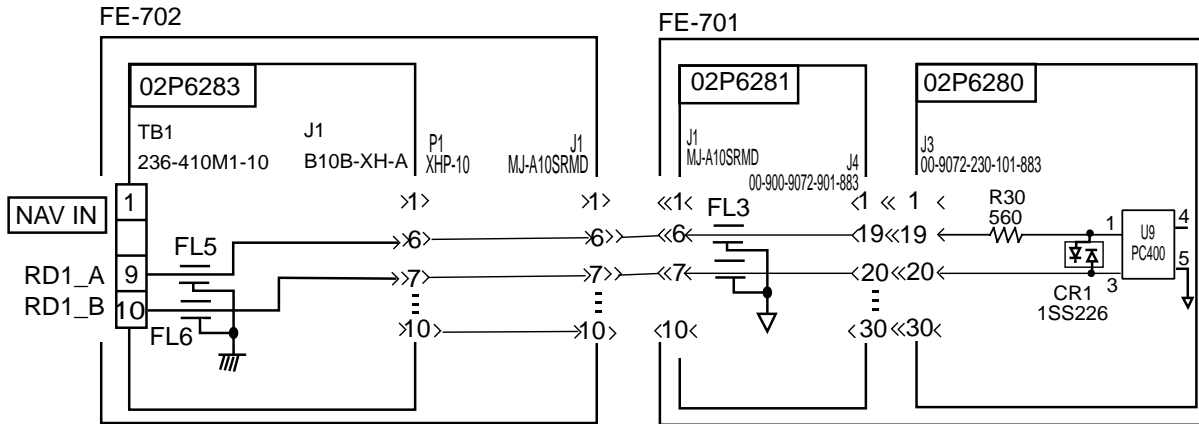 FE-702
FE-701
02P6283
02P6281
02P6280
TB1
236-410M1-10
J1
B10B-XH-A
P1
XHP-10
J1
MJ-A10SRMD
J1
MJ-A10SRMD
J4
00-900-9072-901-883
J3
00-9072-230-101-883
NAV IN
1
1
1
1
1
1
FL3
R30
560
1
U9
PC400
4
5
3
FL5
6
6
6
19
19
RD1_A
9
7
7
7
20
20
CR1
1SS226
RD1_B
10
FL6
10
10
10
30
30